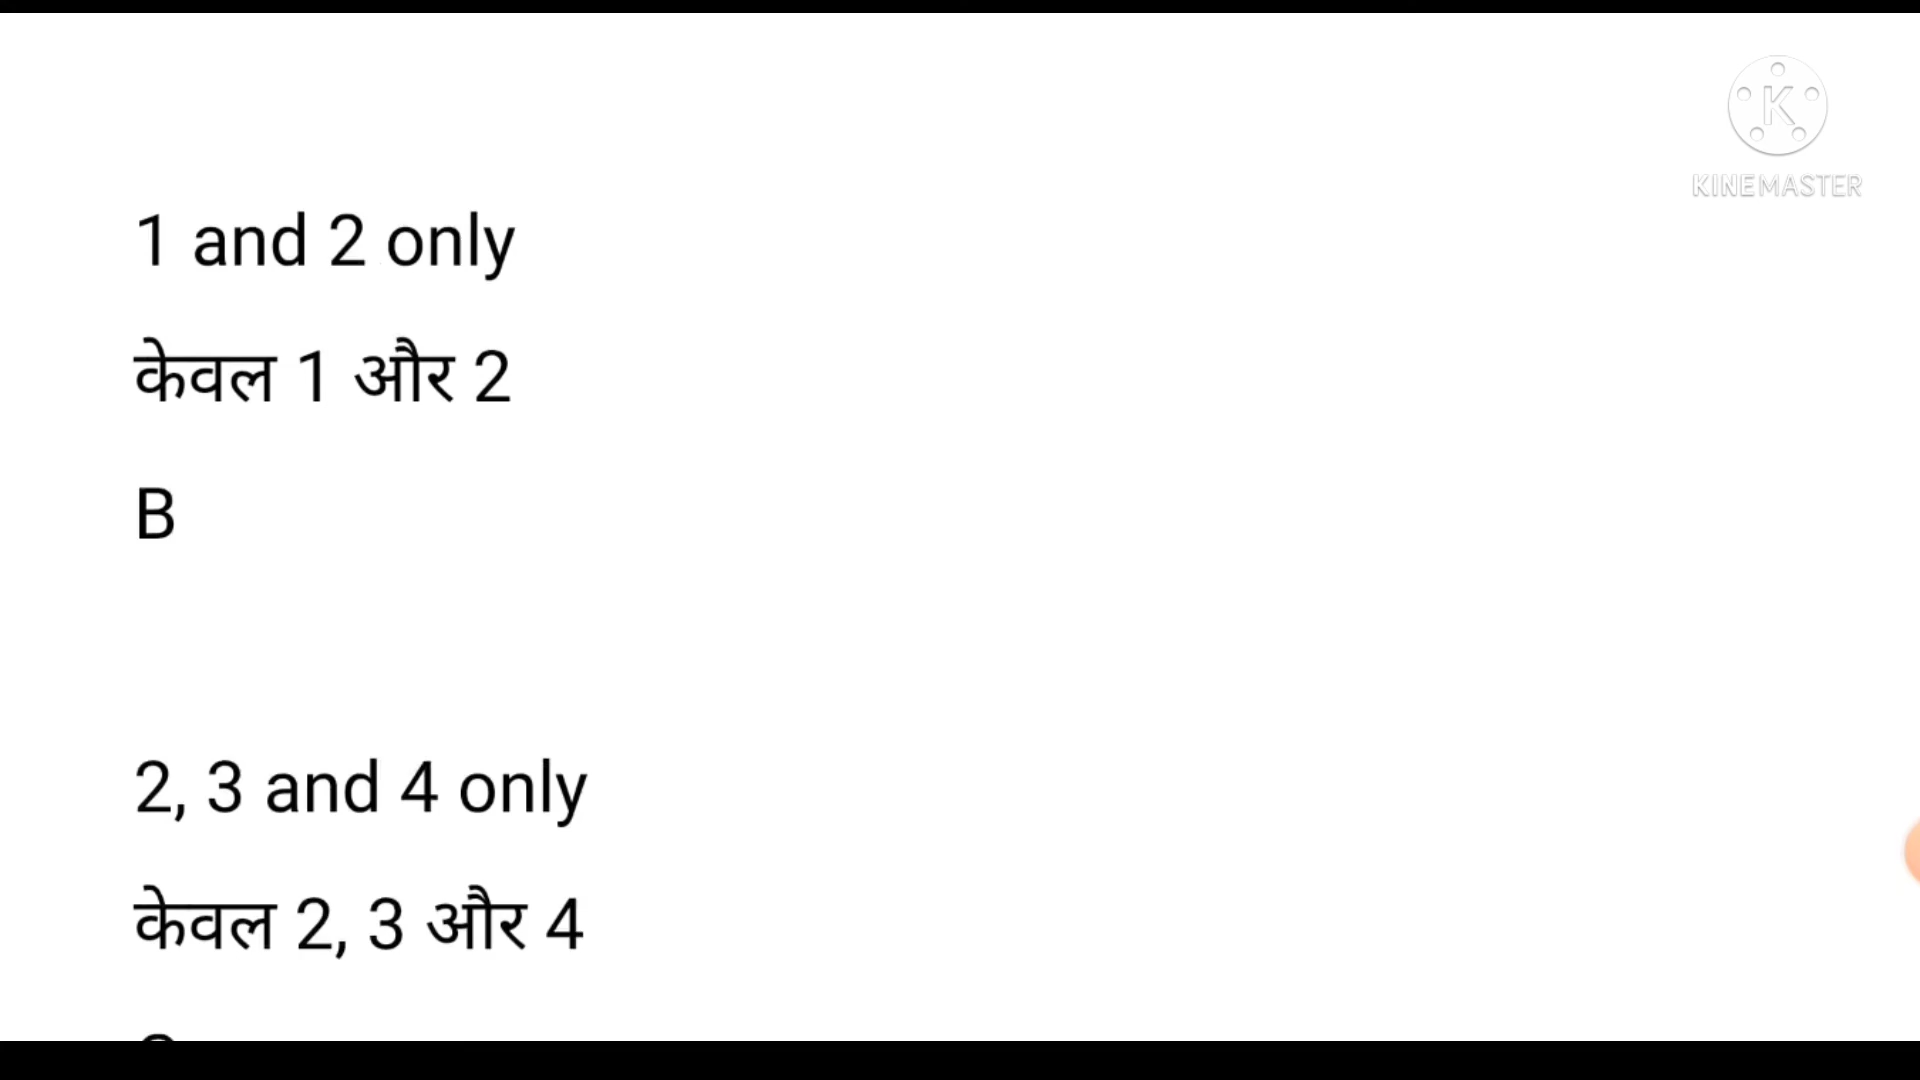 K
KINEMASTER
1 and 2 only
केवल 1 और 2
B
2, 3 and 4 only
केवल 2, 3 और 4